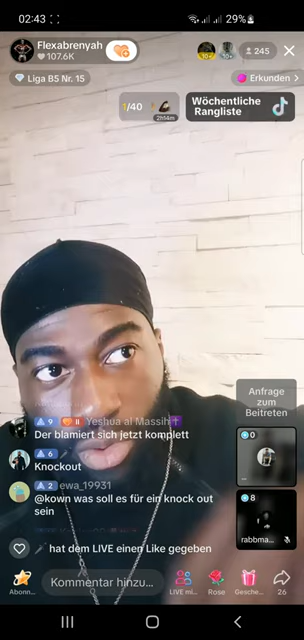 02:43
29%
Flexabrenyah
107.6K
245
Liga B5 Nr. 15
Erkunden >
1/40
2h14m
Wöchentliche
Rangliste
Anfrage
zum
Beitreten
9 II Yeshua al Massih
Der blamiert sich jetzt komplett
6
Knockout
2 ewa_19931
@kown was soll es für ein knock out
sein
hat dem LIVE einen Like gegeben
0
8
rabbma...
Kommentar hinzu...
Abonn...
LIVE mi...
Rose
Gesche...
26